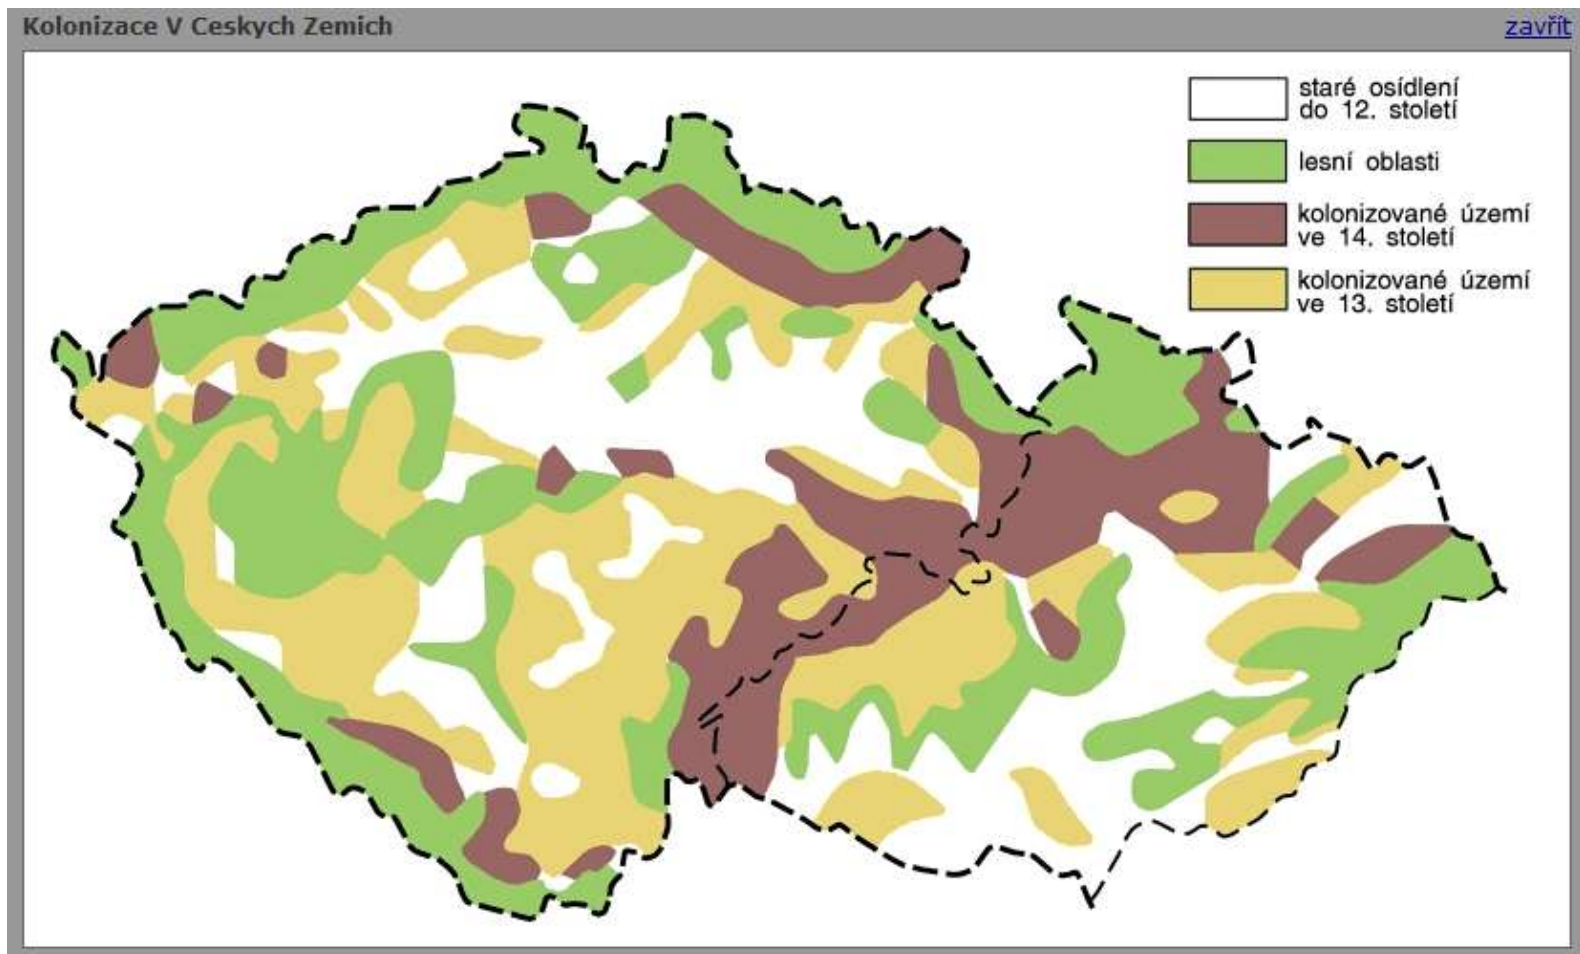 Kolonizace V Ceskych Zemich
zavřít
staré osídlení
do 12. století
lesní oblasti
kolonizované území
ve 14. století
kolonizované území
ve 13. století